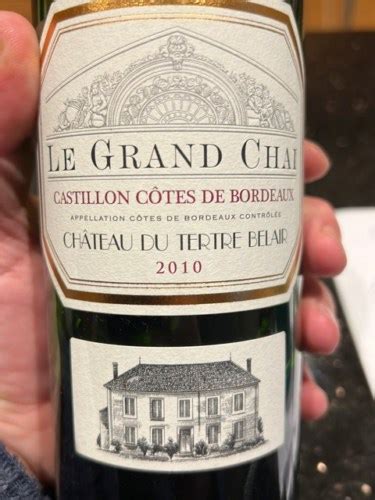 LE GRAND CHAI
CASTILLON CÔTES DE BORDEAUX
APPELLATION CÔTES DE BORDEAUX CONTRÔLÉE
CHÂTEAU DU TERTRE BELAIR
2010